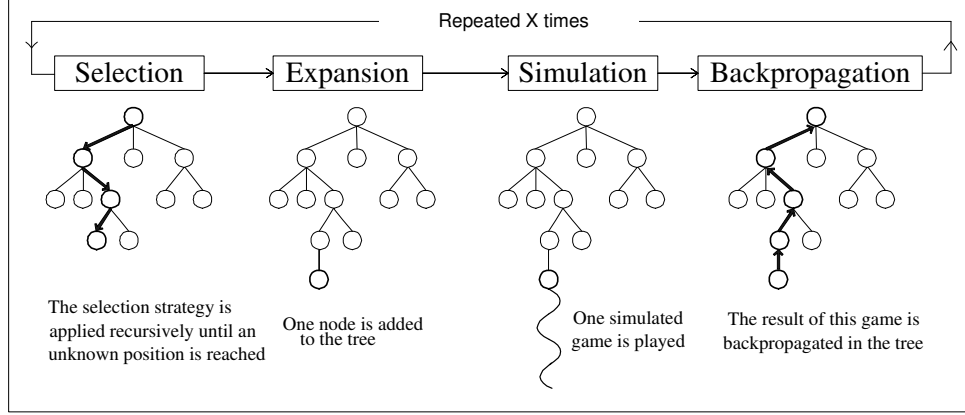 Repeated X times
Selection
Expansion
Simulation
Backpropagation
The selection strategy is
applied recursively until an
unknown position is reached
One node is added
to the tree
One simulated
game is played
The result of this game is
backpropagated in the tree